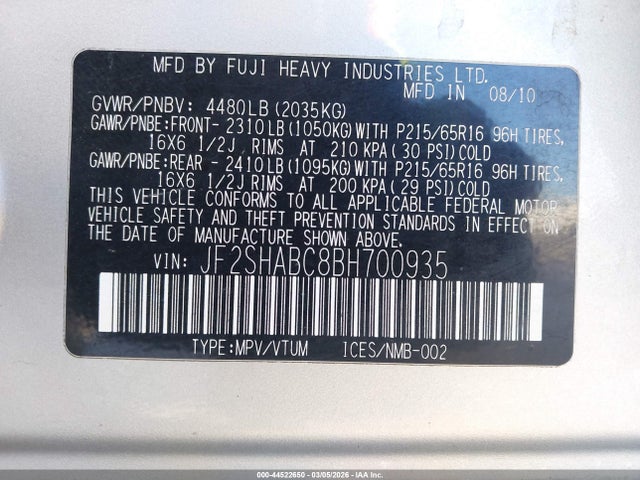 MFD BY FUJI HEAVY INDUSTRIES LTD.
MFD IN 08/10
GVWR/PNBV: 4480LB (2035KG)
GAWR/PNBE:FRONT- 2310LB(1050KG)WITH P215/65R16 96H TIRES,
16X6 1/2J RIMS AT 210 KPA(30 PSI)COLD
GAWR/PNBE:REAR - 2410LB(1095KG)WITH P215/65R16 96H TIRES,
16X6 1/2J RIMS AT 200 KPA(29 PSI)COLD
THIS VEHICLE CONFORMS TO ALL APPLICABLE FEDERAL MOTOR
VEHICLE SAFETY AND THEFT PREVENTION STANDARDS IN EFFECT ON
THE DATE OF MANUFACTURE SHOWN ABOVE.
VIN: JF2SHABC8BH700935
TYPE:MPV/VTUM ICES/NMB-002
000-44522650 - 03/05/2026 - IAA Inc.